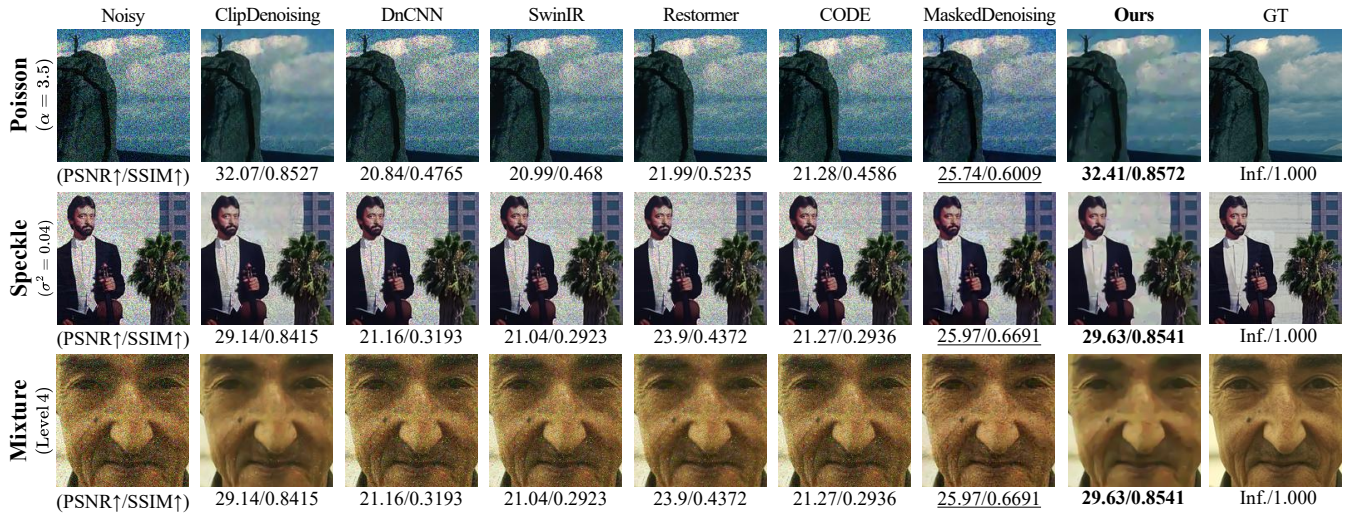 Noisy ClipDenoising DnCNN SwinIR Restormer CODE MaskedDenoising Ours GT
Poisson
(α = 3.5)
(PSNR↑/SSIM↑) 32.07/0.8527 20.84/0.4765 20.99/0.468 21.99/0.5235 21.28/0.4586 25.74/0.6009 32.41/0.8572 Inf./1.000
Speckle
(σ² = 0.04)
(PSNR↑/SSIM↑) 29.14/0.8415 21.16/0.3193 21.04/0.2923 23.9/0.4372 21.27/0.2936 25.97/0.6691 29.63/0.8541 Inf./1.000
Mixture
(Level 4)
(PSNR↑/SSIM↑) 29.14/0.8415 21.16/0.3193 21.04/0.2923 23.9/0.4372 21.27/0.2936 25.97/0.6691 29.63/0.8541 Inf./1.000